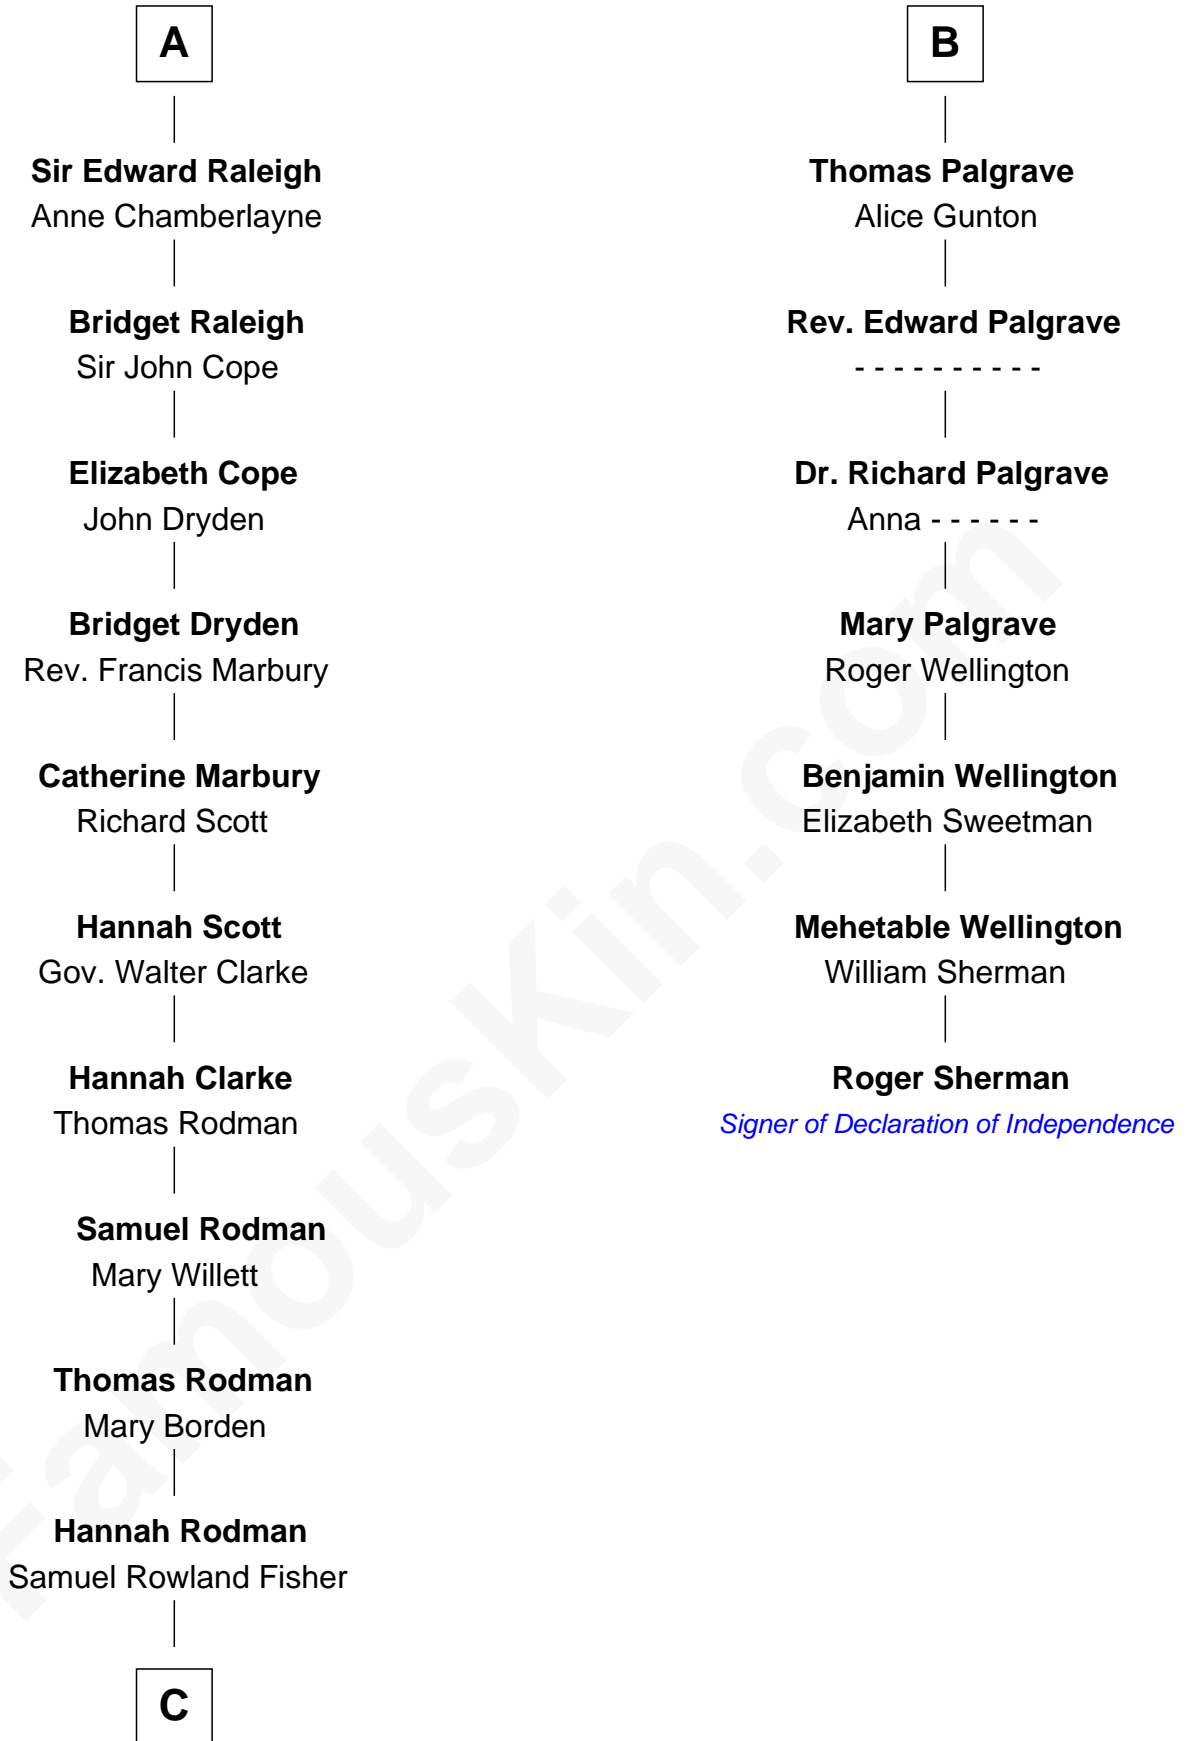 A
Sir Edward Raleigh
Anne Chamberlayne
Bridget Raleigh
Sir John Cope
Elizabeth Cope
John Dryden
Bridget Dryden
Rev. Francis Marbury
Catherine Marbury
Richard Scott
Hannah Scott
Gov. Walter Clarke
Hannah Clarke
Thomas Rodman
Samuel Rodman
Mary Willett
Thomas Rodman
Mary Borden
Hannah Rodman
Samuel Rowland Fisher
C
B
Thomas Palgrave
Alice Gunton
Rev. Edward Palgrave
- - - - - - - - - -
Dr. Richard Palgrave
Anna - - - - - -
Mary Palgrave
Roger Wellington
Benjamin Wellington
Elizabeth Sweetman
Mehetable Wellington
William Sherman
Roger Sherman
Signer of Declaration of Independence
FamousKin.com